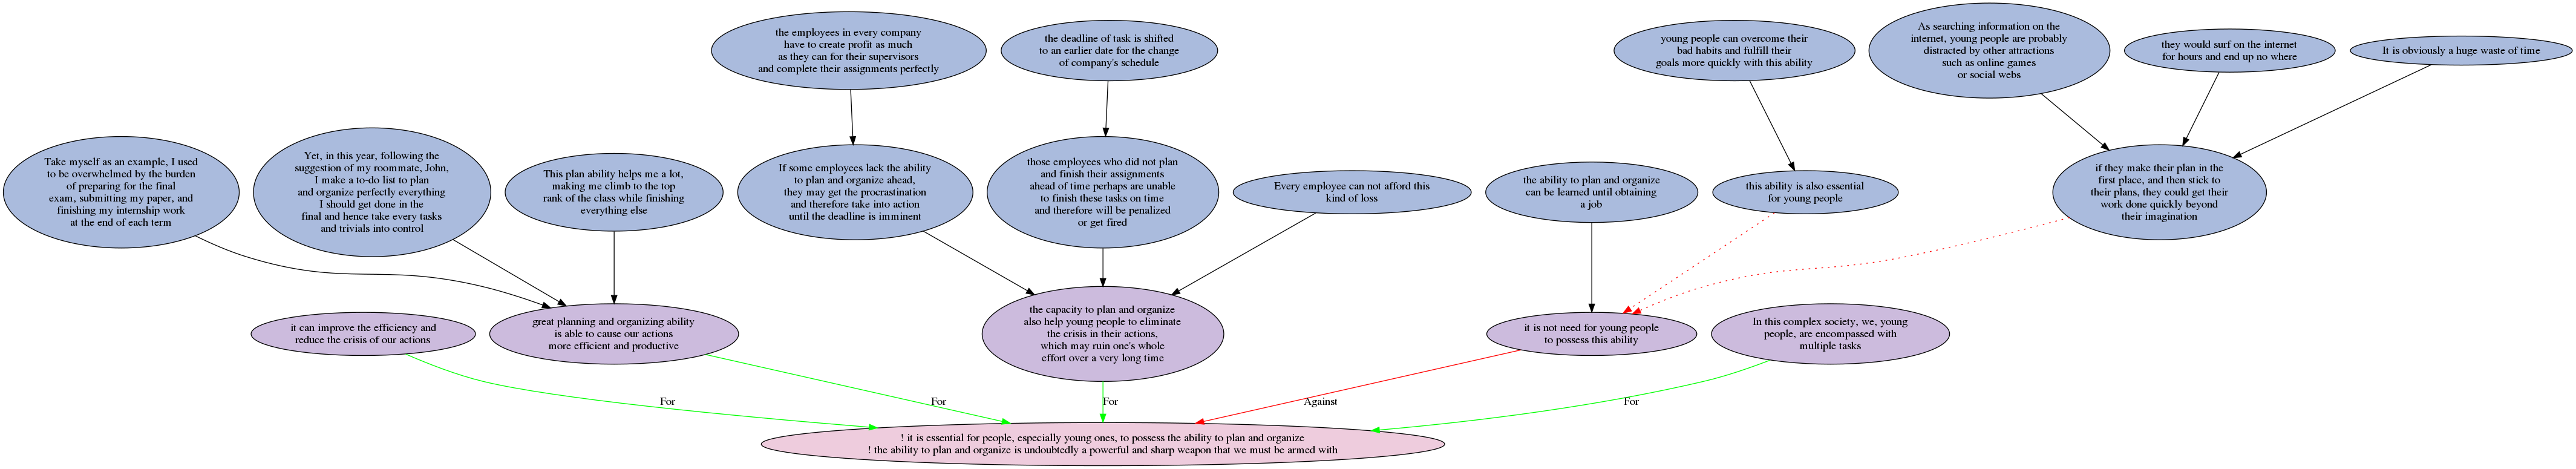 the employees in every company
have to create profit as much
as they can for their supervisors
and complete their assignments perfectly
the deadline of task is shifted
to an earlier date for the change
of company's schedule
young people can overcome their
bad habits and fulfill their
goals more quickly with this ability
As searching information on the
internet, young people are probably
distracted by other attractions
such as online games
or social webs
they would surf on the internet
for hours and end up no where
It is obviously a huge waste of time
Take myself as an example, I used
to be overwhelmed by the burden
of preparing for the final
exam, submitting my paper, and
finishing my internship work
at the end of each term
Yet, in this year, following the
suggestion of my roommate, John,
I make a to-do list to plan
and organize perfectly everything
I should get done in the
final and hence take every tasks
and trivials into control
This plan ability helps me a lot,
making me climb to the top
rank of the class while finishing
everything else
If some employees lack the ability
to plan and organize ahead,
they may get the procrastination
and therefore take into action
until the deadline is imminent
those employees who did not plan
and finish their assignments
ahead of time perhaps are unable
to finish these tasks on time
and therefore will be penalized
or get fired
Every employee can not afford this
kind of loss
the ability to plan and organize
can be learned until obtaining
a job
this ability is also essential
for young people
if they make their plan in the
first place, and then stick to
their plans, they could get their
work done quickly beyond
their imagination
it can improve the efficiency and
reduce the crisis of our actions
great planning and organizing ability
is able to cause our actions
more efficient and productive
the capacity to plan and organize
also help young people to eliminate
the crisis in their actions,
which may ruin one's whole
effort over a very long time
it is not need for young people
to possess this ability
In this complex society, we, young
people, are encompassed with
multiple tasks
For
For
For
Against
For
! it is essential for people, especially young ones, to possess the ability to plan and organize
! the ability to plan and organize is undoubtedly a powerful and sharp weapon that we must be armed with